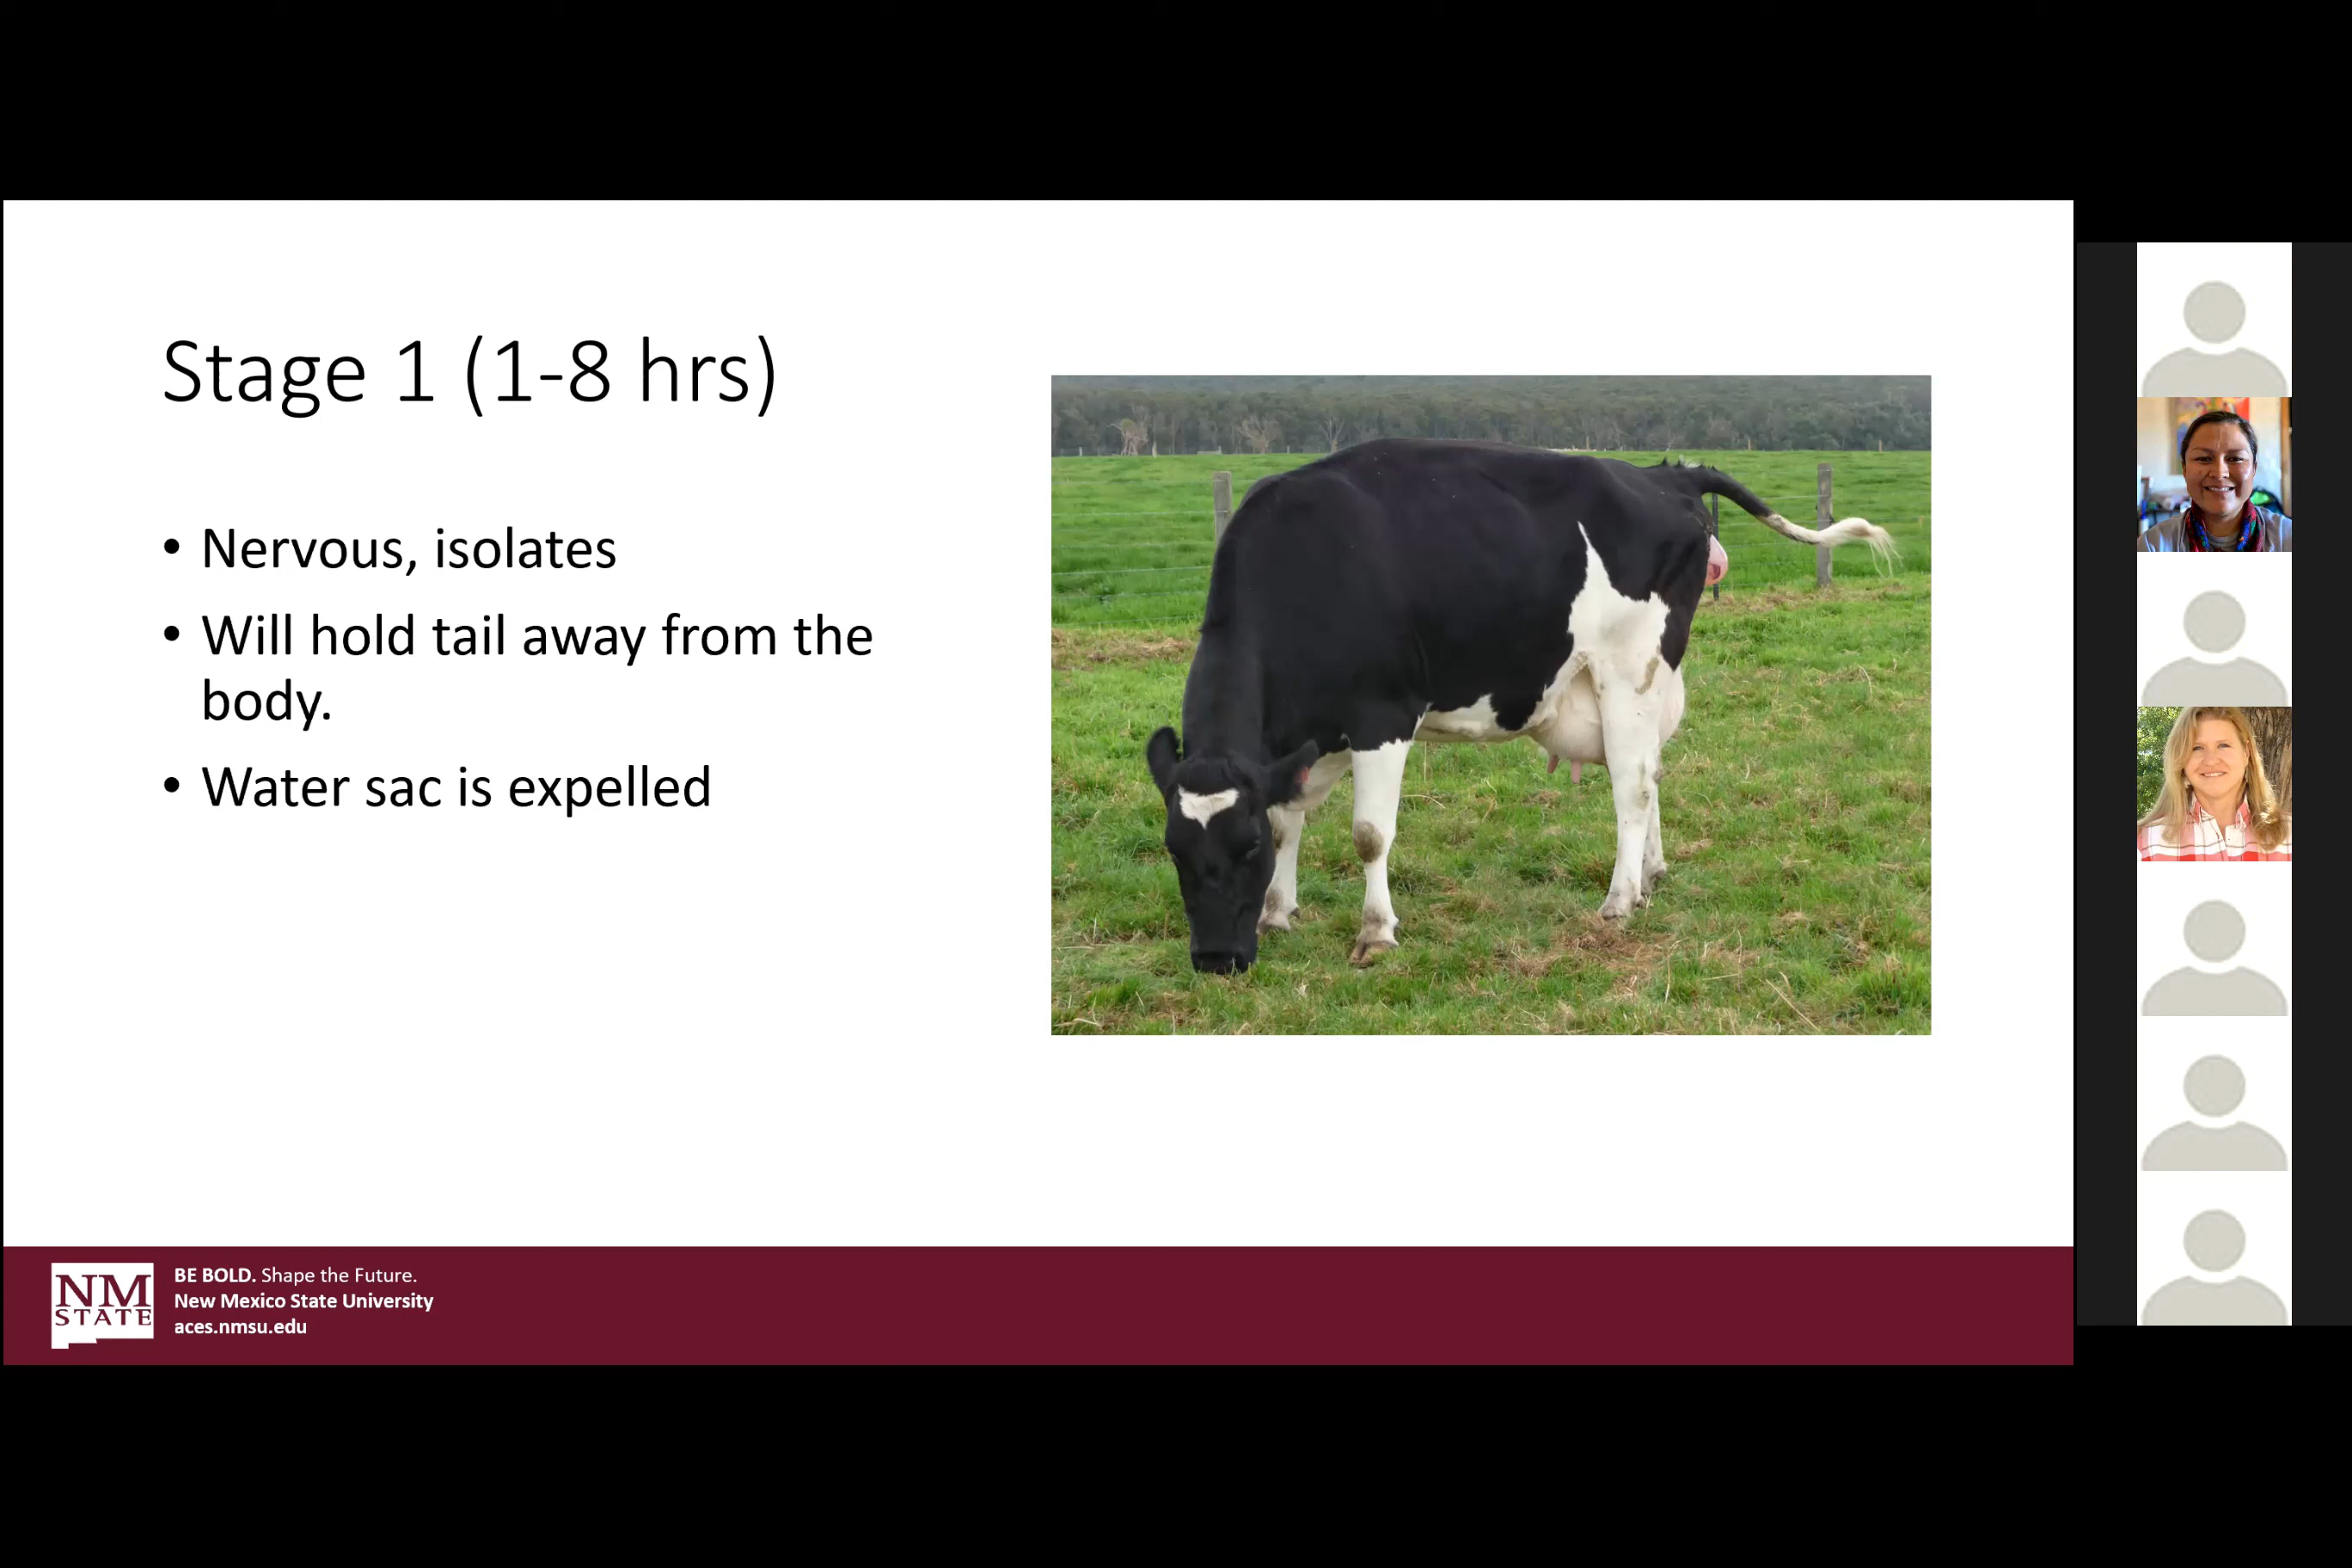 Stage 1 (1-8 hrs)
• Nervous, isolates
• Will hold tail away from the
body.
• Water sac is expelled
NM
STATE
BE BOLD. Shape the Future.
New Mexico State University
aces.nmsu.edu